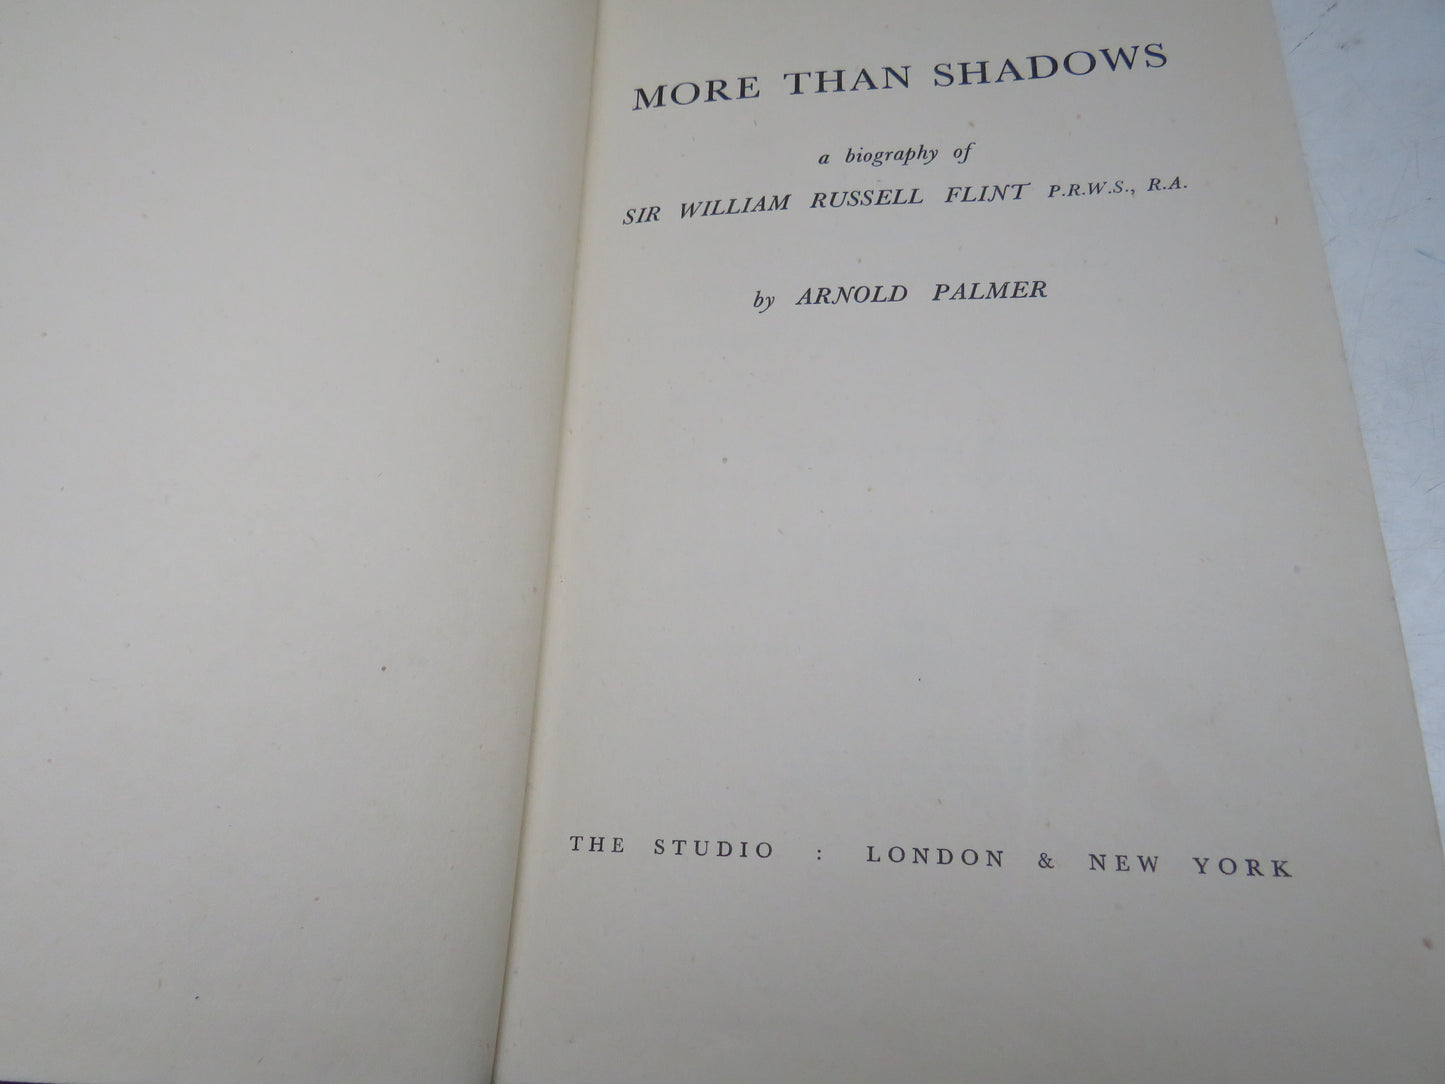 MORE THAN SHADOWS
a biography of
SIR WILLIAM RUSSELL FLINT P.R.W.S., R.A.
by ARNOLD PALMER
THE STUDIO : LONDON & NEW YORK